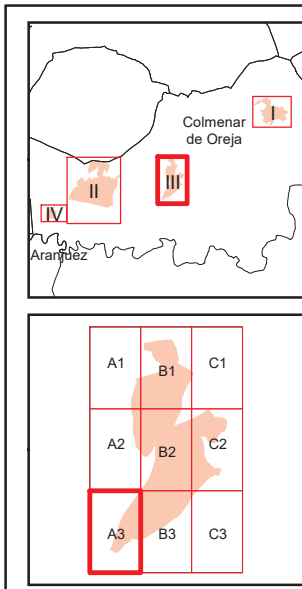 I
Colmenar
de Oreja
II
III
IV
Aranjuez
A1
B1
C1
A2
B2
C2
A3
B3
C3